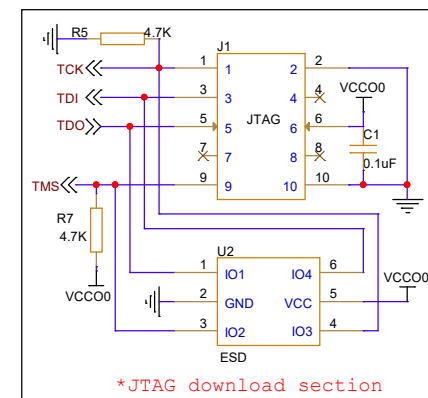 R5 4.7K
J1
TCK 1 1 2 2
TDI 3 3 4 4 VCCO0
TDO 5 5 JTAG 6 6
C1
7 7 8 8
0.1uF
TMS 9 9 10 10
R7
4.7K
U2
1 IO1 IO4 6
VCCO0
VCCO0 2 GND VCC 5
3 IO2 IO3 4
ESD
*JTAG download section